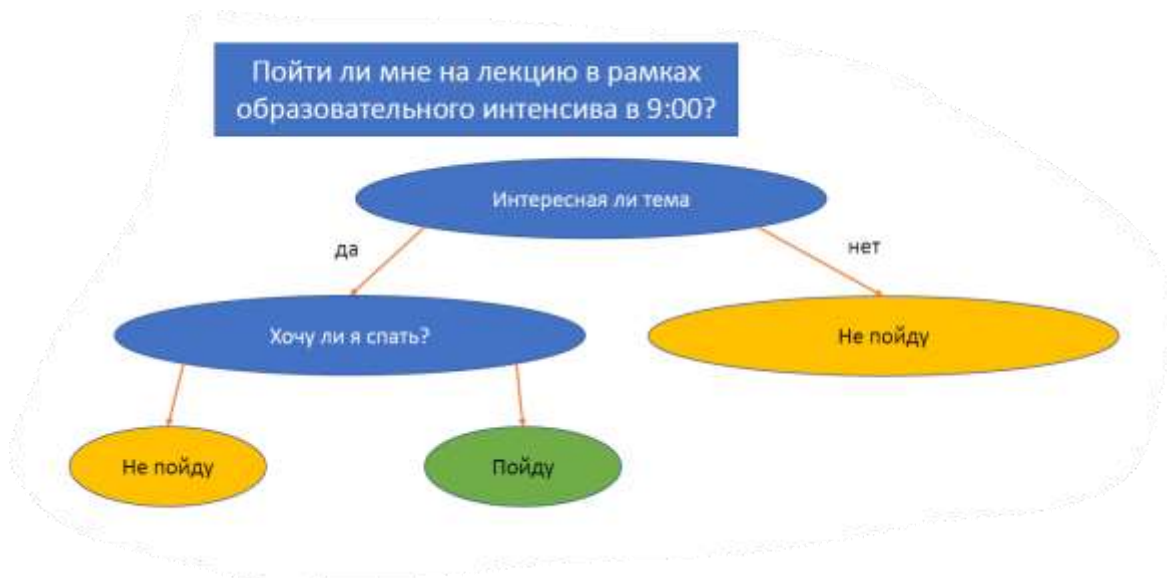 Пойти ли мне на лекцию в рамках
образовательного интенсива в 9:00?
Интересная ли тема
да
нет
Хочу ли я спать?
Не пойду
Не пойду
Пойду